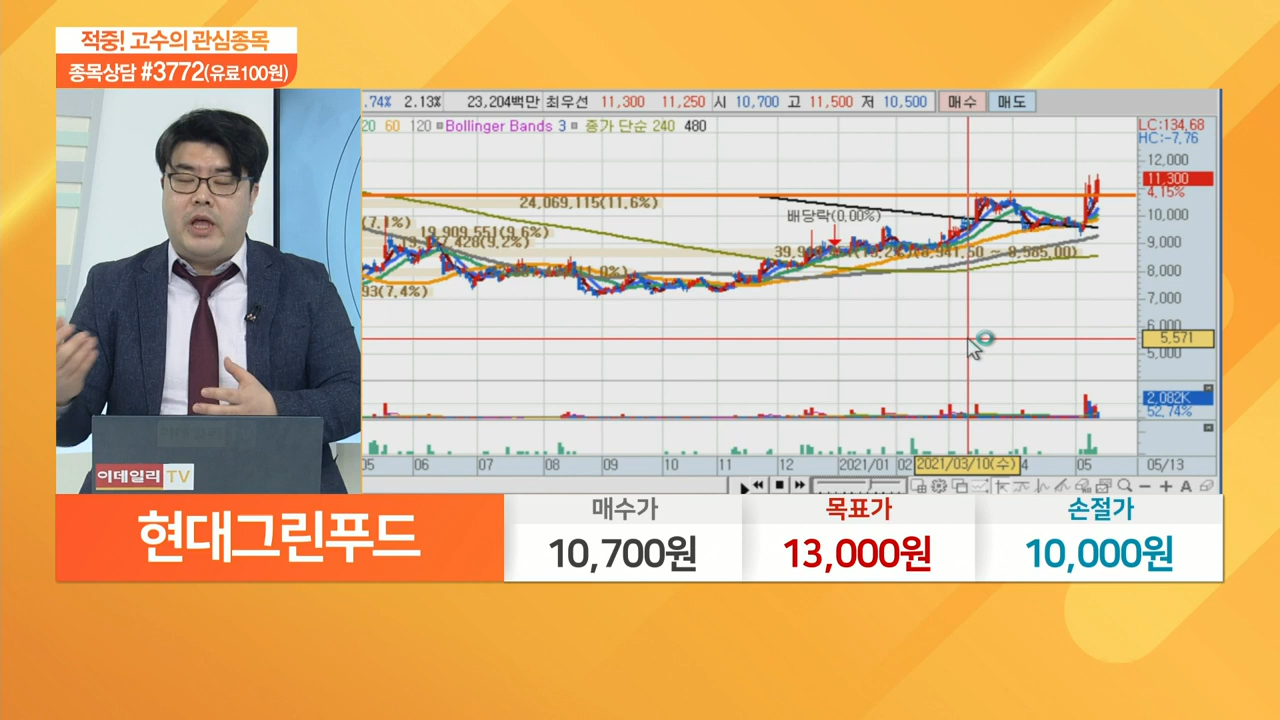 적중! 고수의 관심종목
종목상담 #3772(유료100원)
.74% 2.13% 23,204백만 최우선 11,300 11,250 시 10,700 고 11,500 저 10,500 매수 매도
20 60 120 Bollinger Bands 3 종가 단순 240 480
LC:134.68
HC:-7.76
12,000
11,300
4.15%
10,000
9,000
8,000
7,000
6,000
5,571
5,000
24,069,115(11.6%)
배당락(0.00%)
(7.1%)
19,909,551(9.6%)
7,428(9.2%)
93(7.4%)
2,082K
52.74%
05 06 07 08 09 10 11 12 2021/01 02 2021/03/10(수) 4 05 05/13
이데일리 TV
현대그린푸드
매수가 목표가 손절가
10,700원 13,000원 10,000원